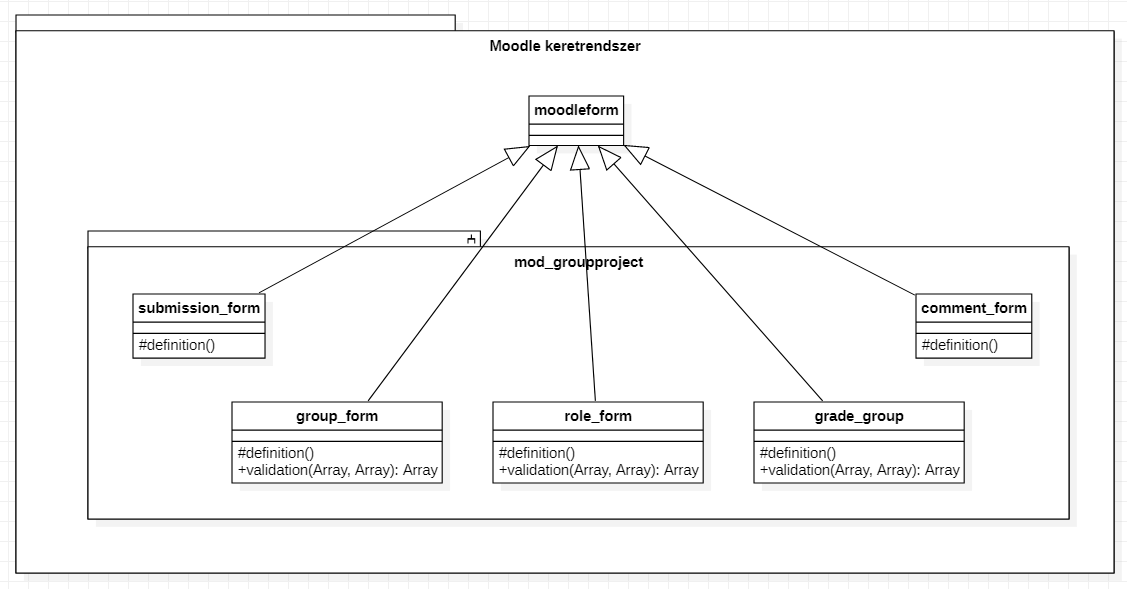 Moodle keretrendszer
moodleform
mod_groupproject
submission_form
#definition()
comment_form
#definition()
group_form
#definition()
+validation(Array, Array): Array
role_form
#definition()
+validation(Array, Array): Array
grade_group
#definition()
+validation(Array, Array): Array